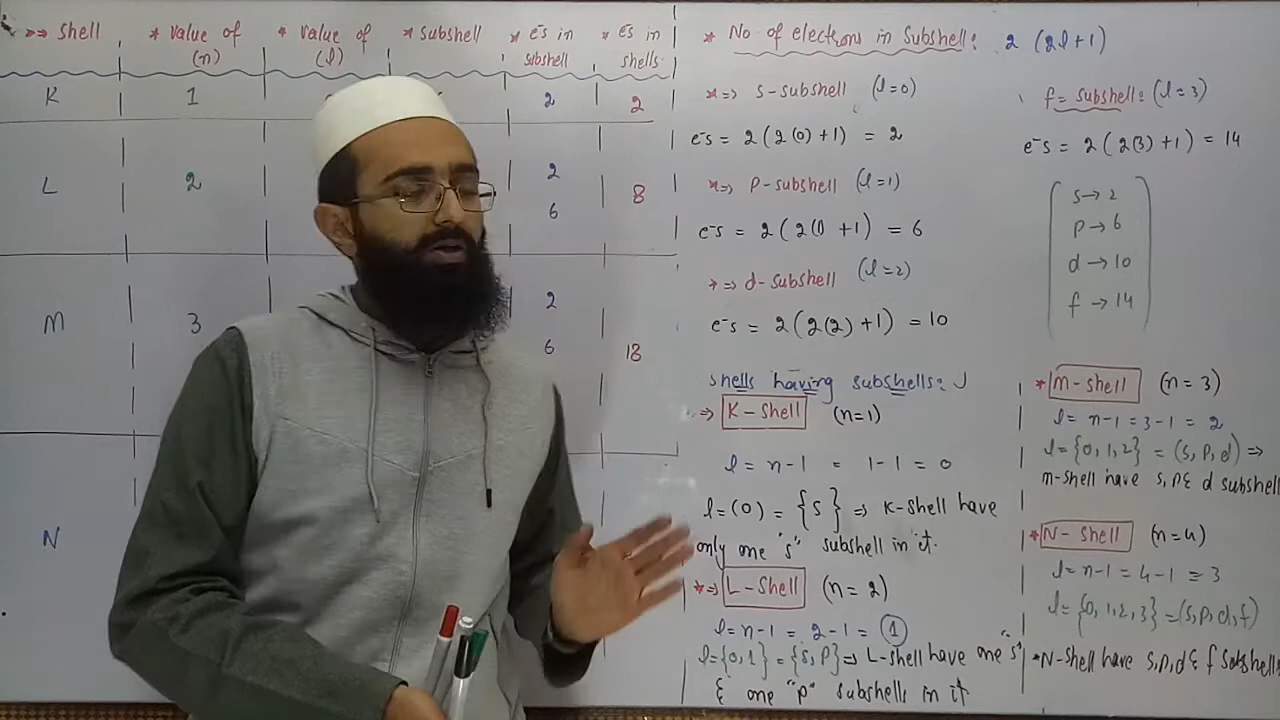 »» Shell * Value of (n) * Value of (l) * Subshell * e⁻s in subshell * e⁻s in shells
K 1 2 2
L 2 2 6 8
M 3 2 6 18
N
* No. of electrons in Subshell: 2 (2l+1)
*=> S-subshell (l=0)
e⁻s = 2(2(0)+1) = 2
*=> P-subshell (l=1)
e⁻s = 2(2(1)+1) = 6
*=> d-subshell (l=2)
e⁻s = 2(2(2)+1) = 10
f=subshell: (l=3)
e⁻s = 2(2(3)+1) = 14
s→2
p→6
d→10
f→14
shells having subshells:
=> K-Shell (n=1)
l = n-1 = 1-1 = 0
l=(0) = {s} => K-shell have
only one "s" subshell in it.
*=> L-Shell (n=2)
l=n-1 = 2-1 = 1
l={0,1} = {s,p} => L-shell have one "s"
& one "p" subshells in it
* M-shell (n=3)
l=n-1=3-1=2
l={0,1,2} = (s,p,d) =>
m-shell have s,p & d subshell
* N-shell (n=4)
l=n-1=4-1=3
l={0,1,2,3}=(s,p,d,f)
*N-shell have s,p,d & f subshells